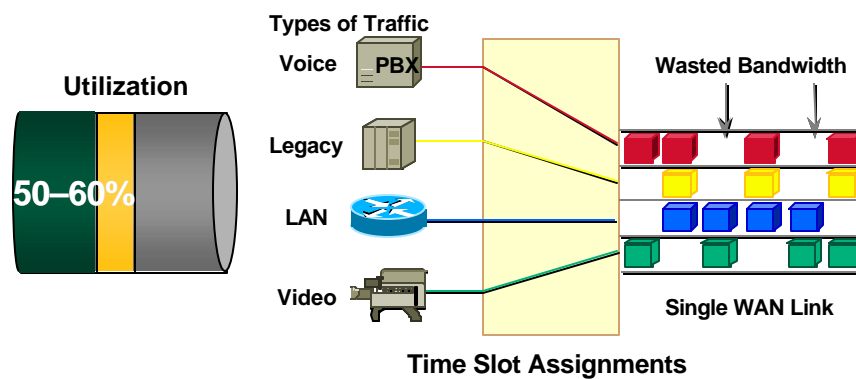 Types of Traffic
Voice
PBX
Wasted Bandwidth
Utilization
Legacy
50–60%
LAN
Video
Single WAN Link
Time Slot Assignments